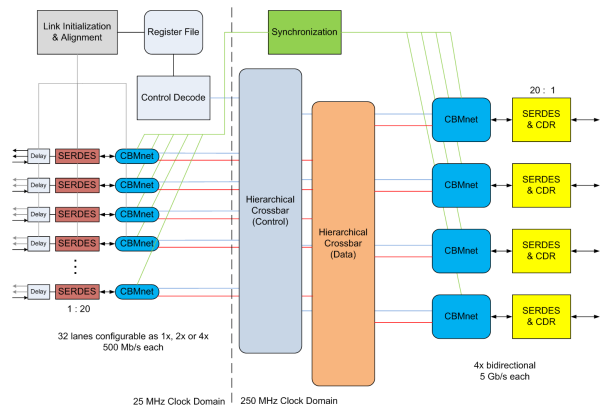 Link Initialization
& Alignment
Register File
Synchronization
Control Decode
20 : 1
CBMnet
SERDES
& CDR
Delay
SERDES
CBMnet
Delay
SERDES
CBMnet
CBMnet
SERDES
& CDR
Delay
SERDES
CBMnet
Hierarchical
Crossbar
(Control)
Hierarchical
Crossbar
(Data)
Delay
SERDES
CBMnet
CBMnet
SERDES
& CDR
Delay
SERDES
CBMnet
CBMnet
SERDES
& CDR
1 : 20
32 lanes configurable as 1x, 2x or 4x
500 Mb/s each
4x bidirectional
5 Gb/s each
25 MHz Clock Domain
250 MHz Clock Domain